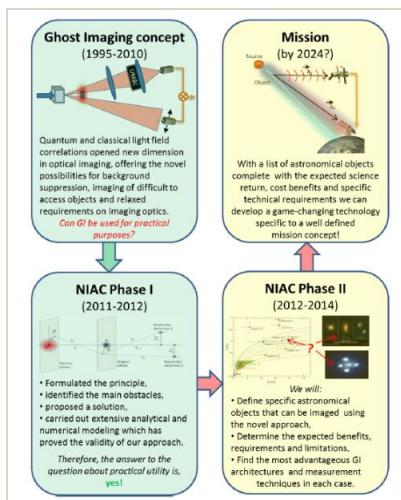 Ghost Imaging concept
(1995-2010)
UMBC
Quantum and classical light field
correlations opened new dimension
in optical imaging, offering the novel
possibilities for background
suppression, imaging of difficult to
access objects and relaxed
requirements on imaging optics.
Can GI be used for practical
purposes?
Mission
(by 2024?)
Source
Object
With a list of astronomical objects
complete with the expected science
return, cost benefits and specific
technical requirements we can
develop a game-changing technology
specific to a well defined
mission concept!
NIAC Phase I
(2011-2012)
• Formulated the principle,
• identified the main obstacles,
• proposed a solution,
• carried out extensive analytical and
numerical modeling which has
proved the validity of our approach.
Therefore, the answer to the
question about practical utility is,
yes!
NIAC Phase II
(2012-2014)
?
We will:
• Define specific astronomical
objects that can be imaged using
the novel approach,
• Determine the expected benefits,
requirements and limitations,
• Find the most advantageous GI
architectures and measurement
techniques in each case.